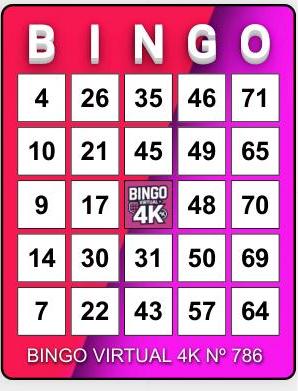 B I N G O
4 26 35 46 71
10 21 45 49 65
9 17 BINGO VIRTUAL 4K 48 70
14 30 31 50 69
7 22 43 57 64
BINGO VIRTUAL 4K Nº 786